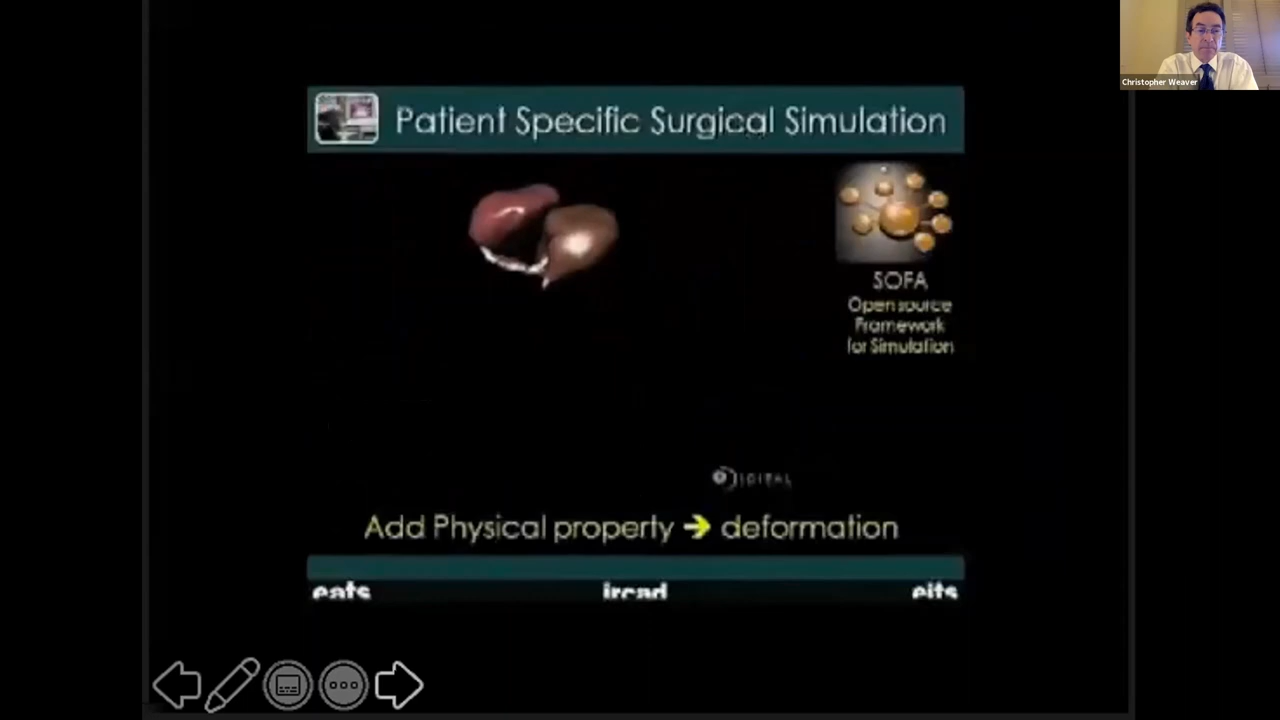 Christopher Weaver
Patient Specific Surgical Simulation
SOFA
Open source
Framework
for Simulation
Add Physical property ➔ deformation
eats ircad eits